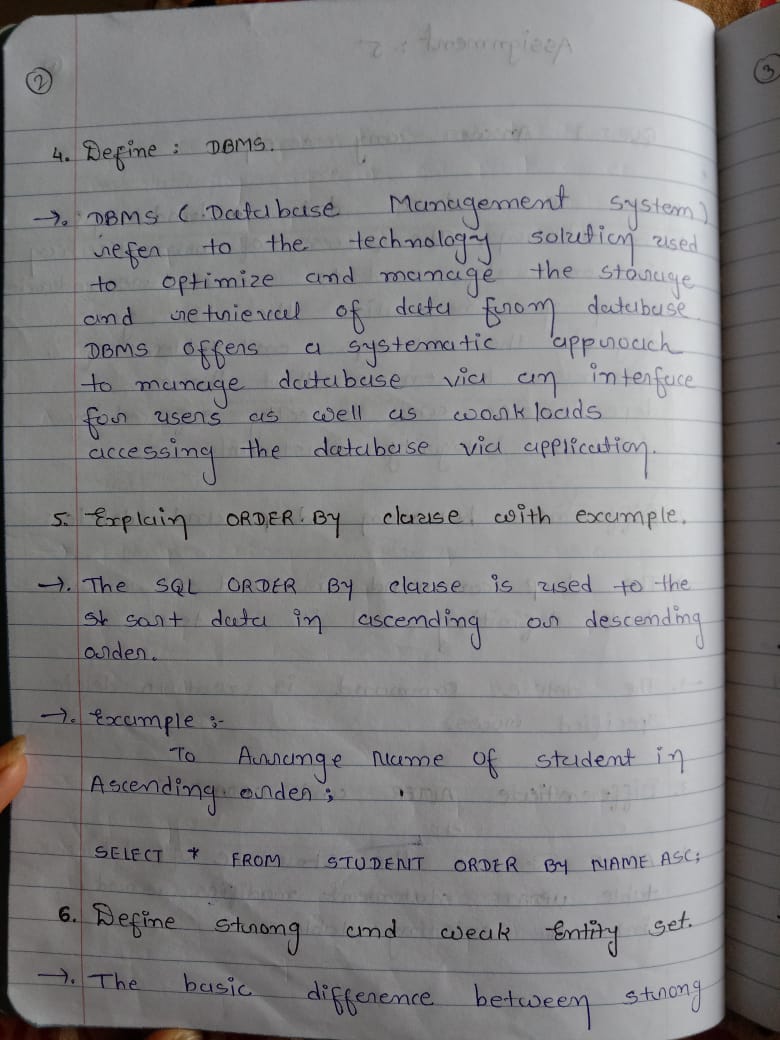 2
3
4. Define : DBMS.
→. DBMS (Database Management system)
refer to the technology solution used
to optimize and manage the storage
and retrieval of data from database.
DBMS offers a systematic approach
to manage database via an interface
for users as well as workloads
accessing the database via application.
5. Explain ORDER BY clause with example.
→. The SQL ORDER BY clause is used to the
sort data in ascending or descending
order.
→. Example :-
To Arrange Name of student in
Ascending order ;
SELECT * FROM STUDENT ORDER BY NAME ASC;
6. Define strong and weak Entity set.
→. The basic difference between strong